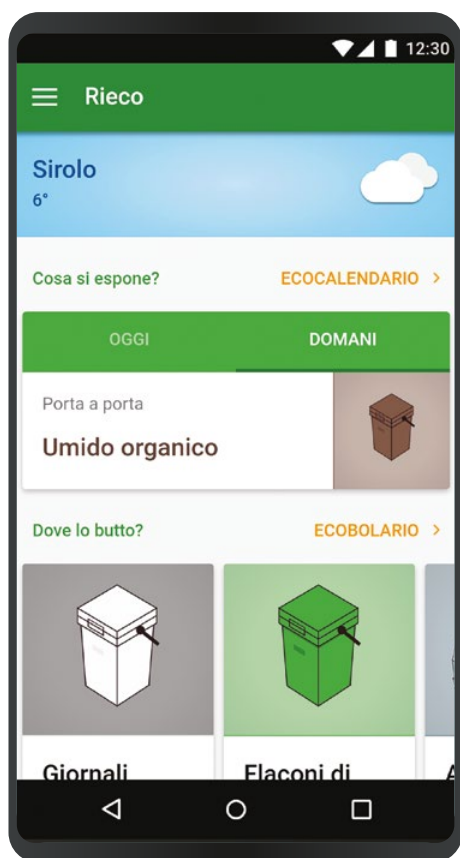 12:30
Rieco
Sirolo
6°
Cosa si espone?
ECOCALENDARIO >
OGGI
DOMANI
Porta a porta
Umido organico
Dove lo butto?
ECOBOLARIO >
Giornali
Flaconi di